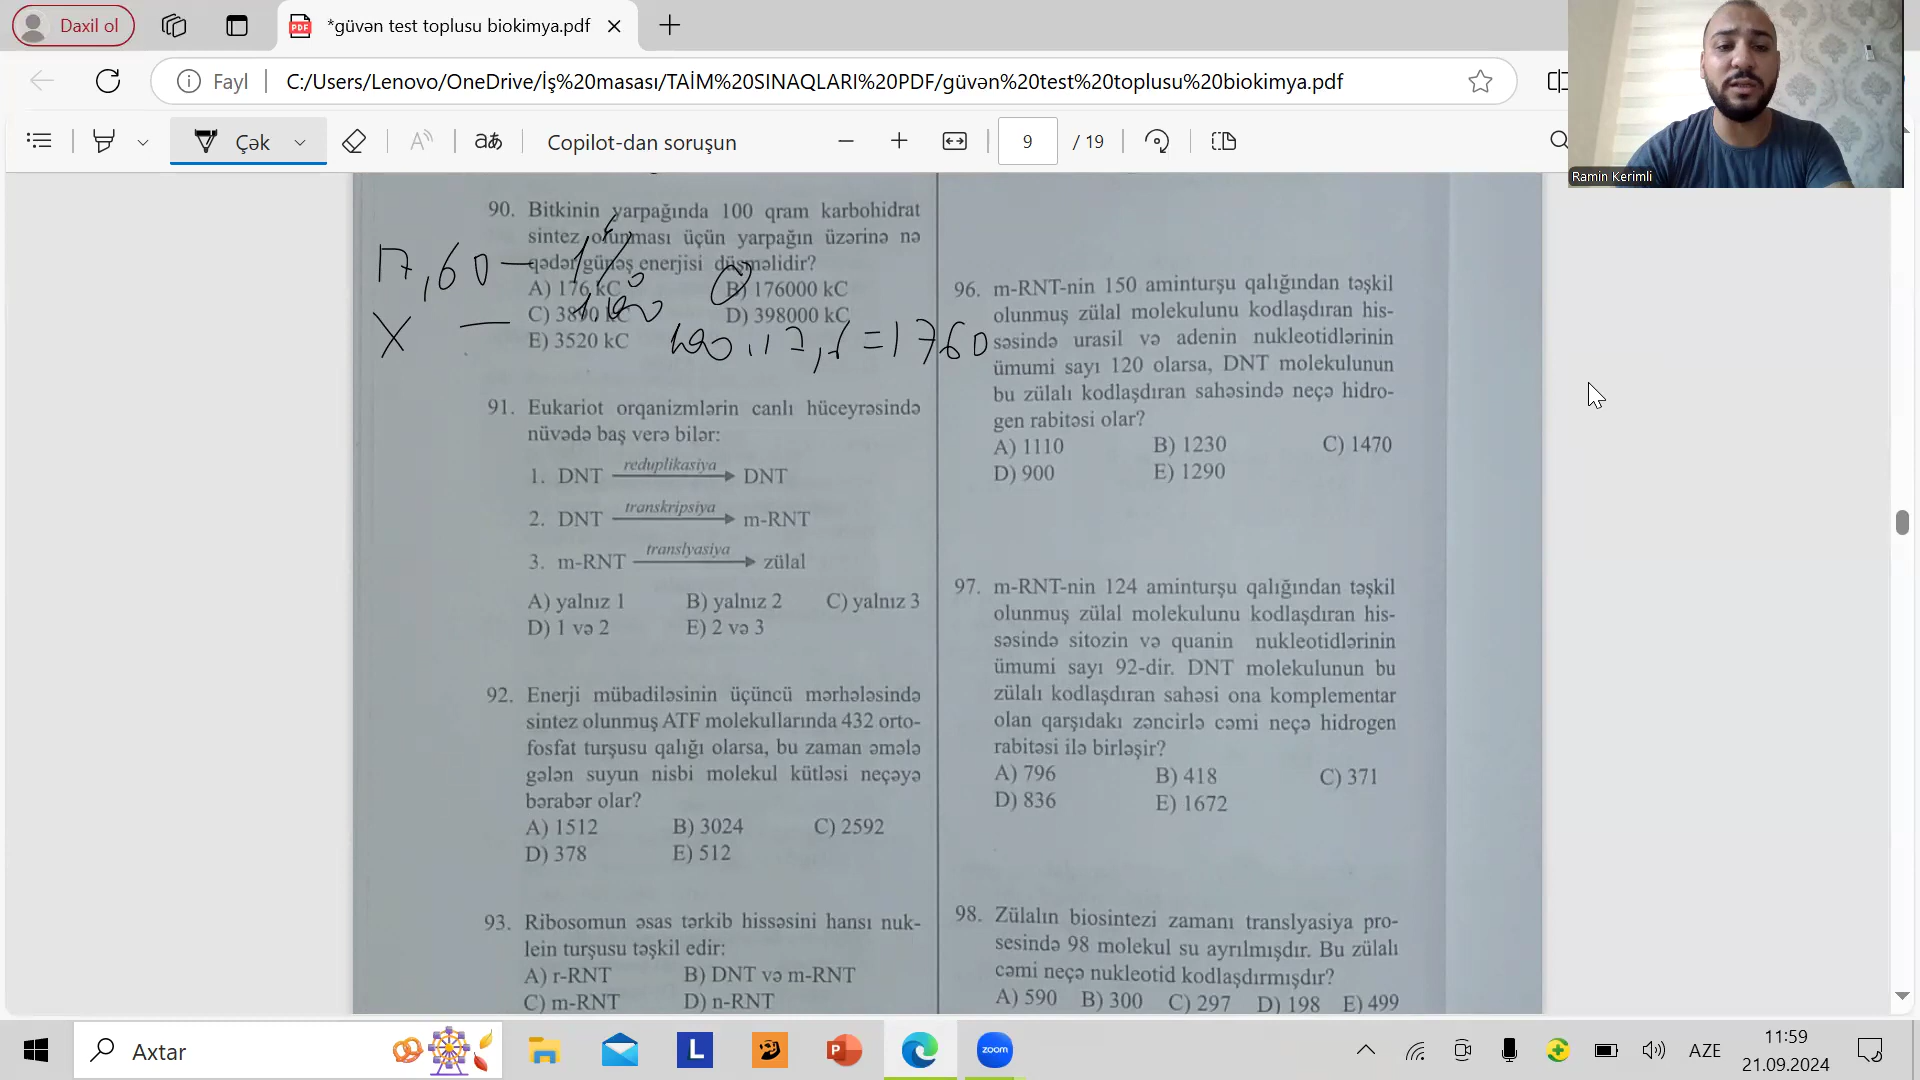 Daxil ol
*güvən test toplusu biokimya.pdf
Fayl
C:/Users/Lenovo/OneDrive/İş%20masası/TAİM%20SINAQLARI%20PDF/güvən%20test%20toplusu%20biokimya.pdf
Çək
aあ
Copilot-dan soruşun
9 / 19
Ramin Kerimli
90. Bitkinin yarpağında 100 qram karbohidrat
sintez olunması üçün yarpağın üzərinə nə
qədər günəş enerjisi düşməlidir?
A) 176 kC B) 176000 kC
C) 3890 kC D) 398000 kC
E) 3520 kC
17,60 — 1%
X — 100
100.17,6=1760
91. Eukariot orqanizmlərin canlı hüceyrəsində
nüvədə baş verə bilər:
1. DNT reduplikasiya DNT
2. DNT transkripsiya m-RNT
3. m-RNT translyasiya zülal
A) yalnız 1 B) yalnız 2 C) yalnız 3
D) 1 və 2 E) 2 və 3
92. Enerji mübadiləsinin üçüncü mərhələsində
sintez olunmuş ATF molekullarında 432 orto-
fosfat turşusu qalığı olarsa, bu zaman əmələ
gələn suyun nisbi molekul kütləsi neçəyə
bərabər olar?
A) 1512 B) 3024 C) 2592
D) 378 E) 512
93. Ribosomun əsas tərkib hissəsini hansı nuk-
lein turşusu təşkil edir:
A) r-RNT B) DNT və m-RNT
C) m-RNT D) n-RNT
96. m-RNT-nin 150 aminturşu qalığından təşkil
olunmuş zülal molekulunu kodlaşdıran his-
səsində urasil və adenin nukleotidlərinin
ümumi sayı 120 olarsa, DNT molekulunun
bu zülalı kodlaşdıran sahəsində neçə hidro-
gen rabitəsi olar?
A) 1110 B) 1230 C) 1470
D) 900 E) 1290
97. m-RNT-nin 124 aminturşu qalığından təşkil
olunmuş zülal molekulunu kodlaşdıran his-
səsində sitozin və quanin nukleotidlərinin
ümumi sayı 92-dir. DNT molekulunun bu
zülalı kodlaşdıran sahəsi ona komplementar
olan qarşıdakı zəncirlə cəmi neçə hidrogen
rabitəsi ilə birləşir?
A) 796 B) 418 C) 371
D) 836 E) 1672
98. Zülalın biosintezi zamanı translyasiya pro-
sesində 98 molekul su ayrılmışdır. Bu zülalı
cəmi neçə nukleotid kodlaşdırmışdır?
A) 590 B) 300 C) 297 D) 198 E) 499
Axtar
L
zoom
AZE
11:59
21.09.2024